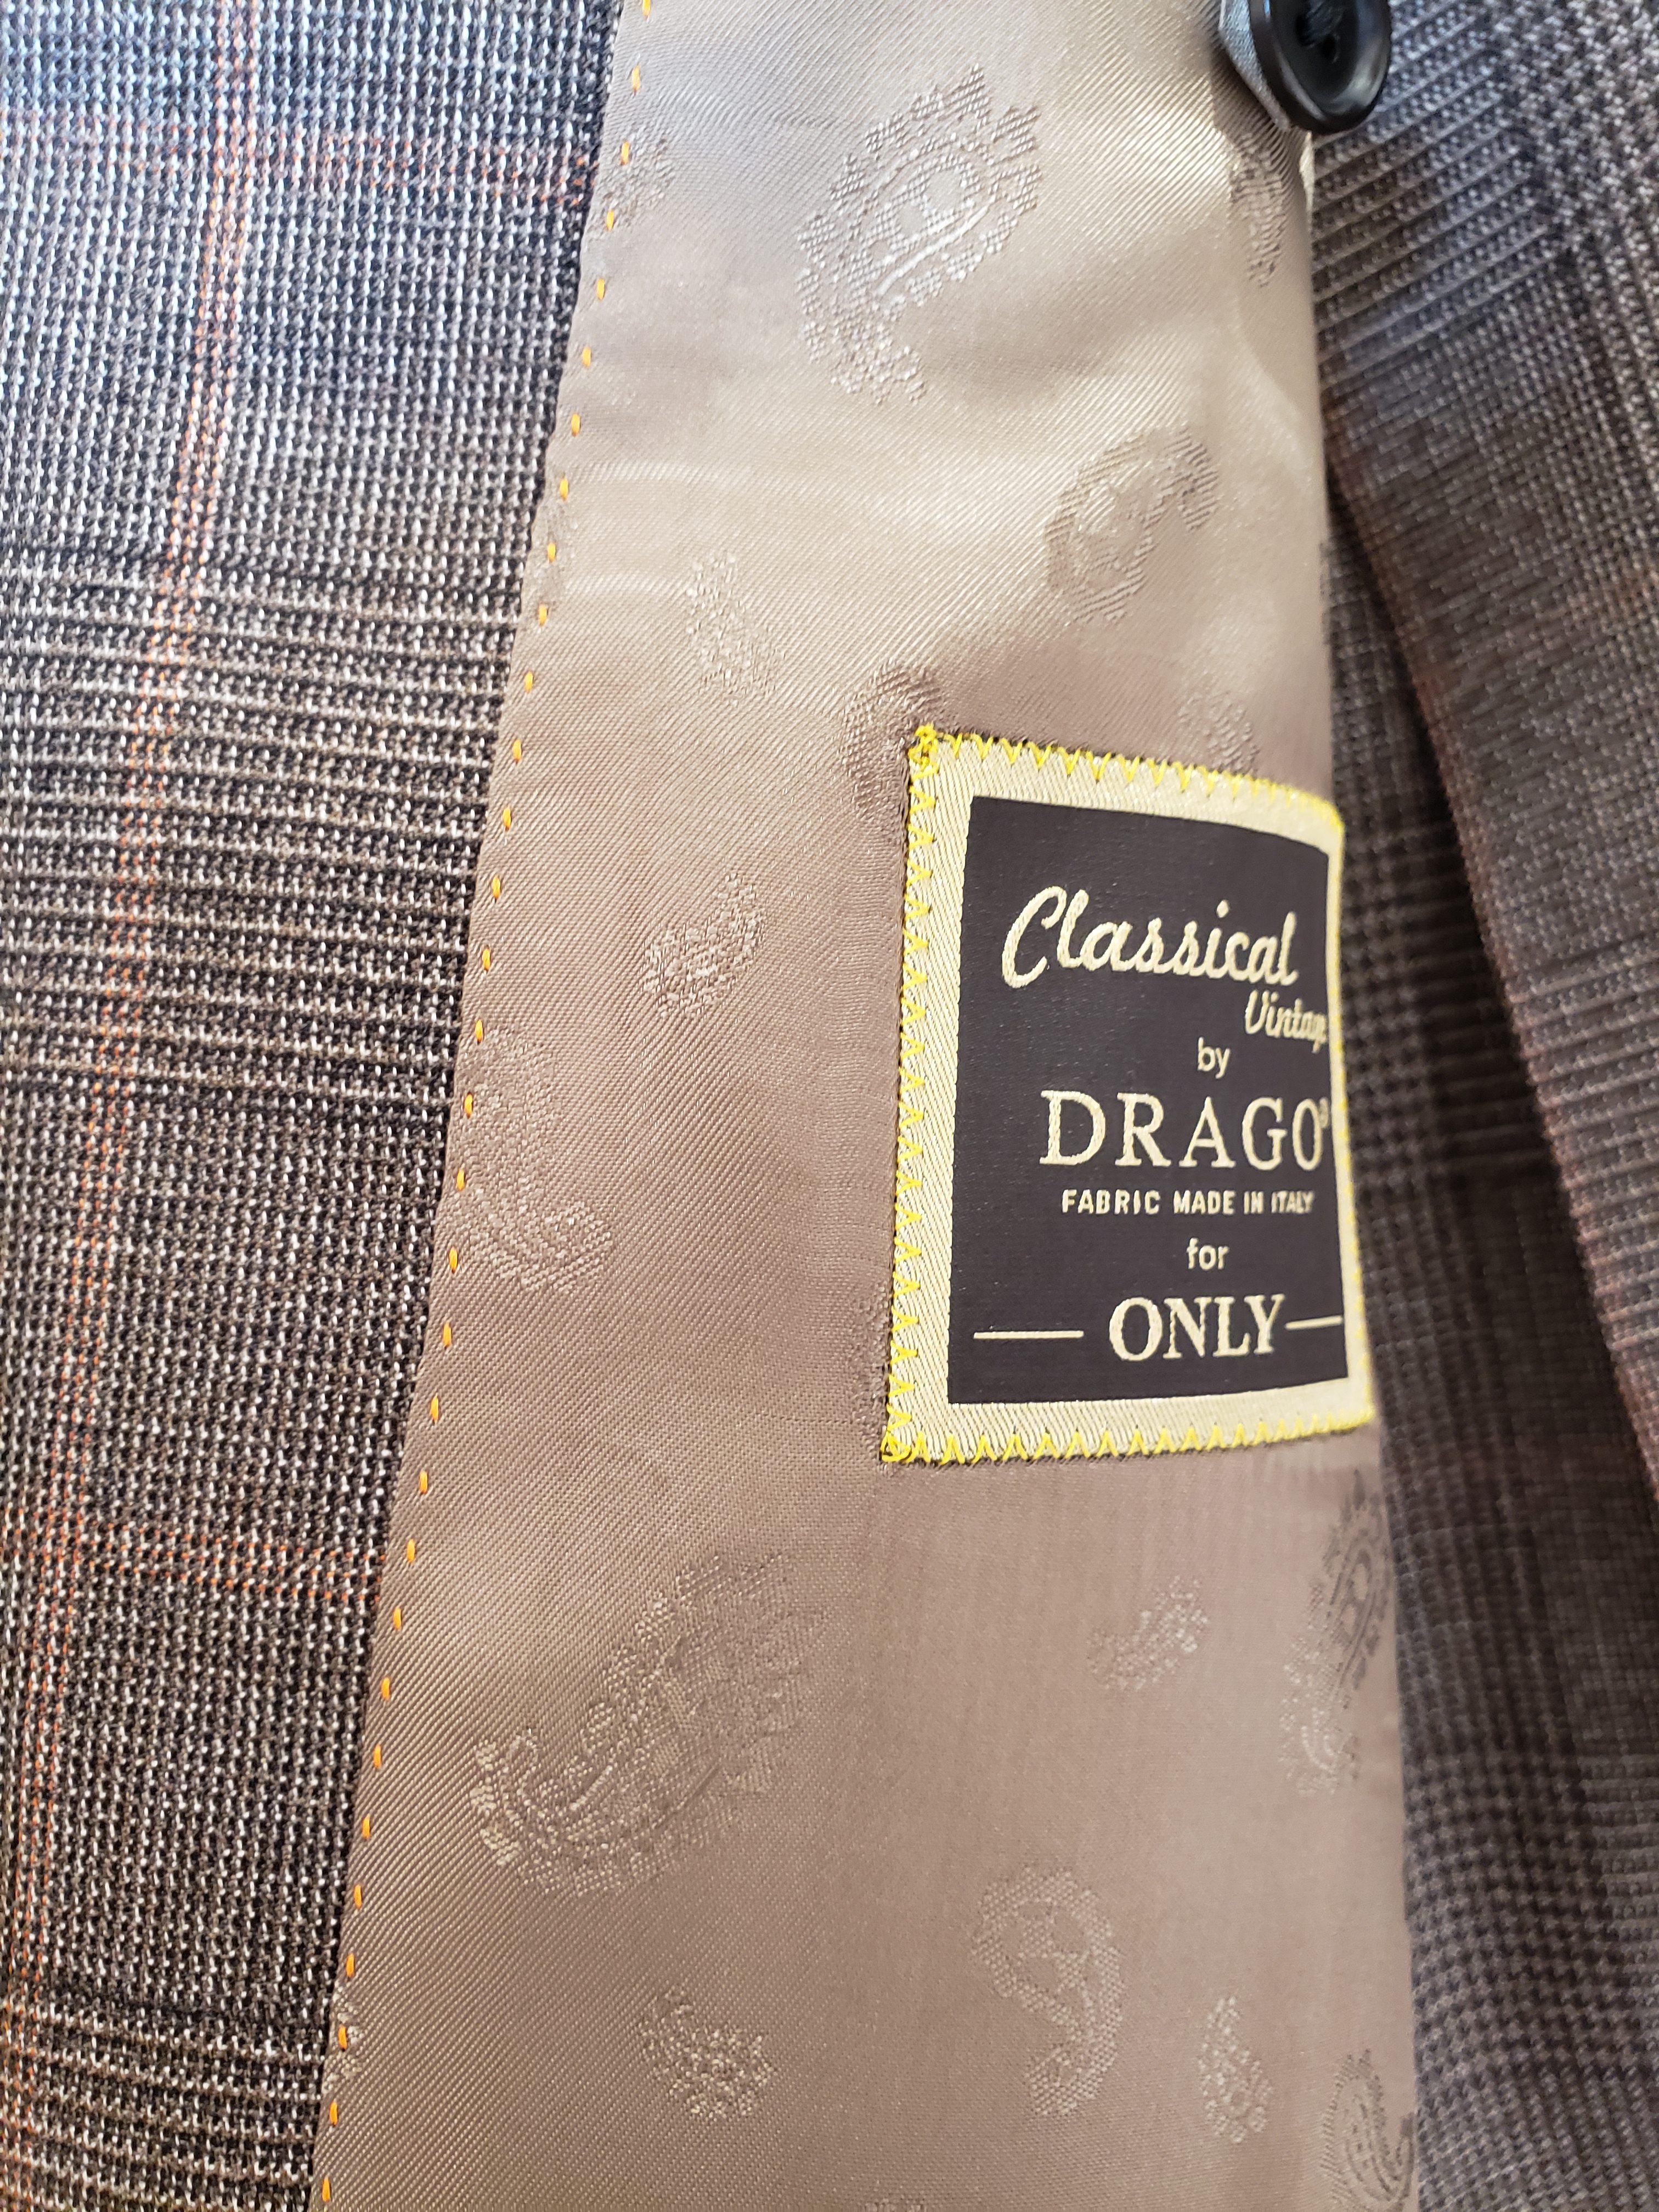 Classical
Vintage
by
DRAGO®
FABRIC MADE IN ITALY
for
ONLY